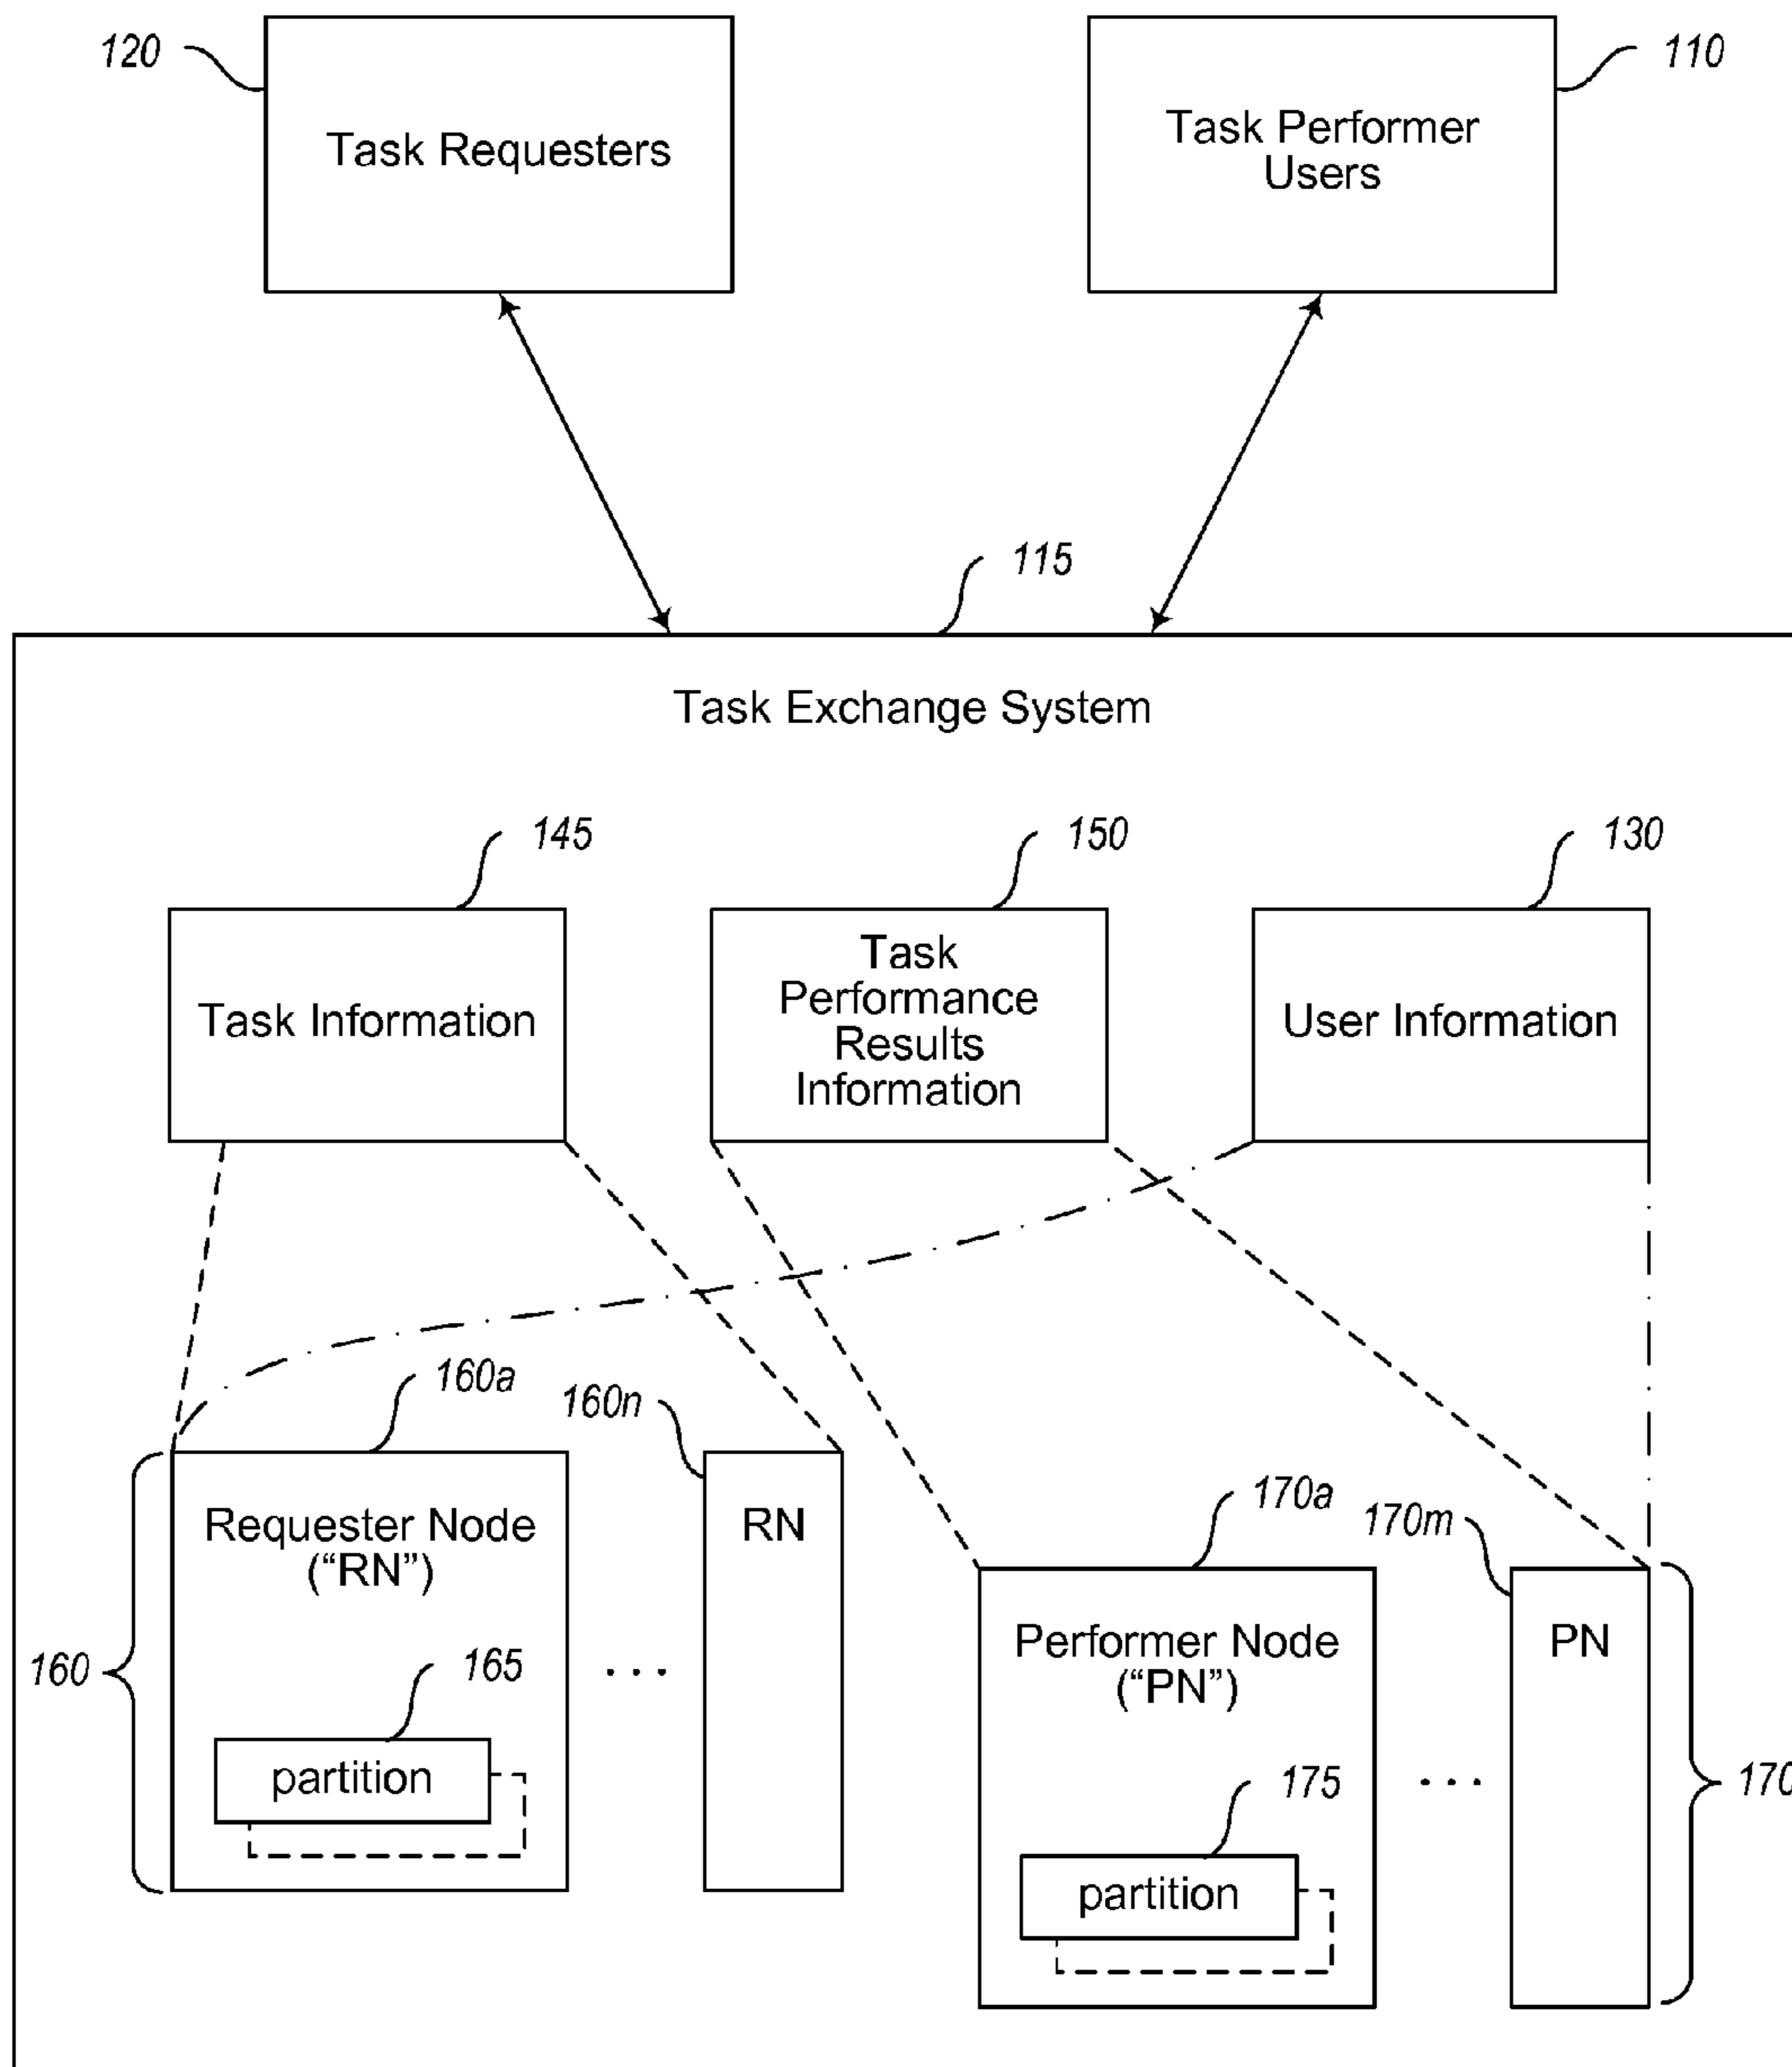 120
110
Task Requesters
Task Performer
Users
115
Task Exchange System
145
150
130
Task Information
Task
Performance
Results
Information
User Information
160a
160n
170a
170m
Requester Node
(“RN”)
RN
Performer Node
(“PN”)
PN
160
165
...
partition
175
...
170
partition